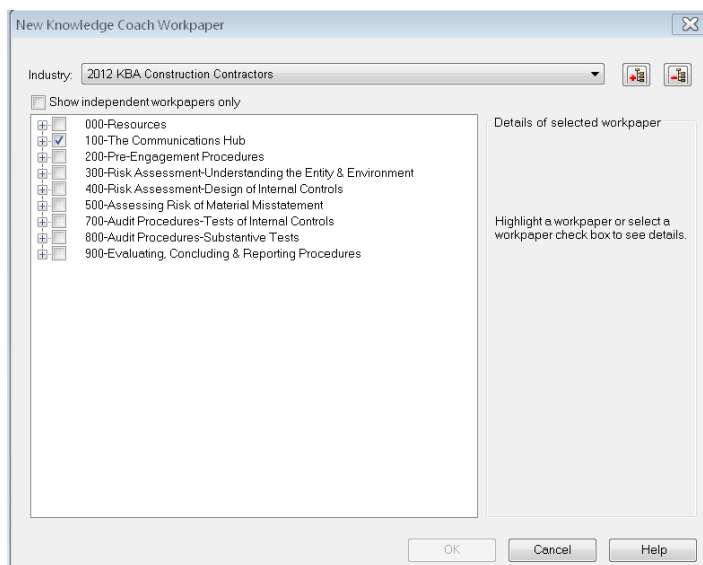 New Knowledge Coach Workpaper
Industry: 2012 KBA Construction Contractors
Show independent workpapers only
000-Resources
100-The Communications Hub
200-Pre-Engagement Procedures
300-Risk Assessment-Understanding the Entity & Environment
400-Risk Assessment-Design of Internal Controls
500-Assessing Risk of Material Misstatement
700-Audit Procedures-Tests of Internal Controls
800-Audit Procedures-Substantive Tests
900-Evaluating, Concluding & Reporting Procedures
Details of selected workpaper
Highlight a workpaper or select a
workpaper check box to see details.
OK Cancel Help